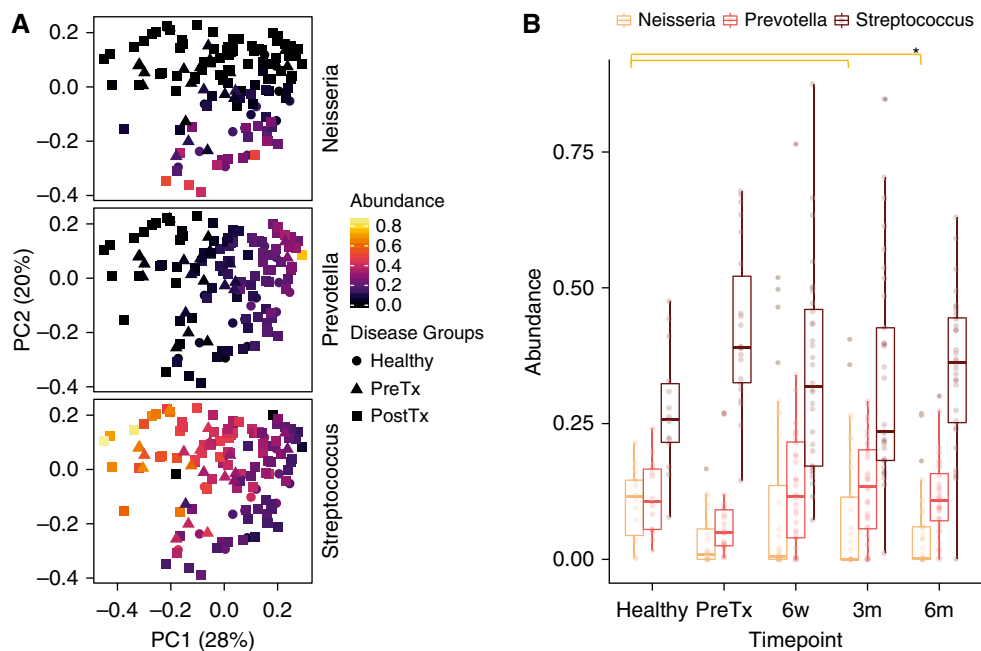 A
0.2
0.0
−0.2
−0.4
Neisseria
0.2
0.0
−0.2
−0.4
Prevotella
0.2
0.0
−0.2
−0.4
Streptococcus
−0.4 −0.2 0.0 0.2
PC1 (28%)
PC2 (20%)
Abundance
0.8
0.6
0.4
0.2
0.0
Disease Groups
Healthy
PreTx
PostTx
B
Neisseria Prevotella Streptococcus
*
0.75
0.50
0.25
0.00
Abundance
Healthy PreTx 6w 3m 6m
Timepoint